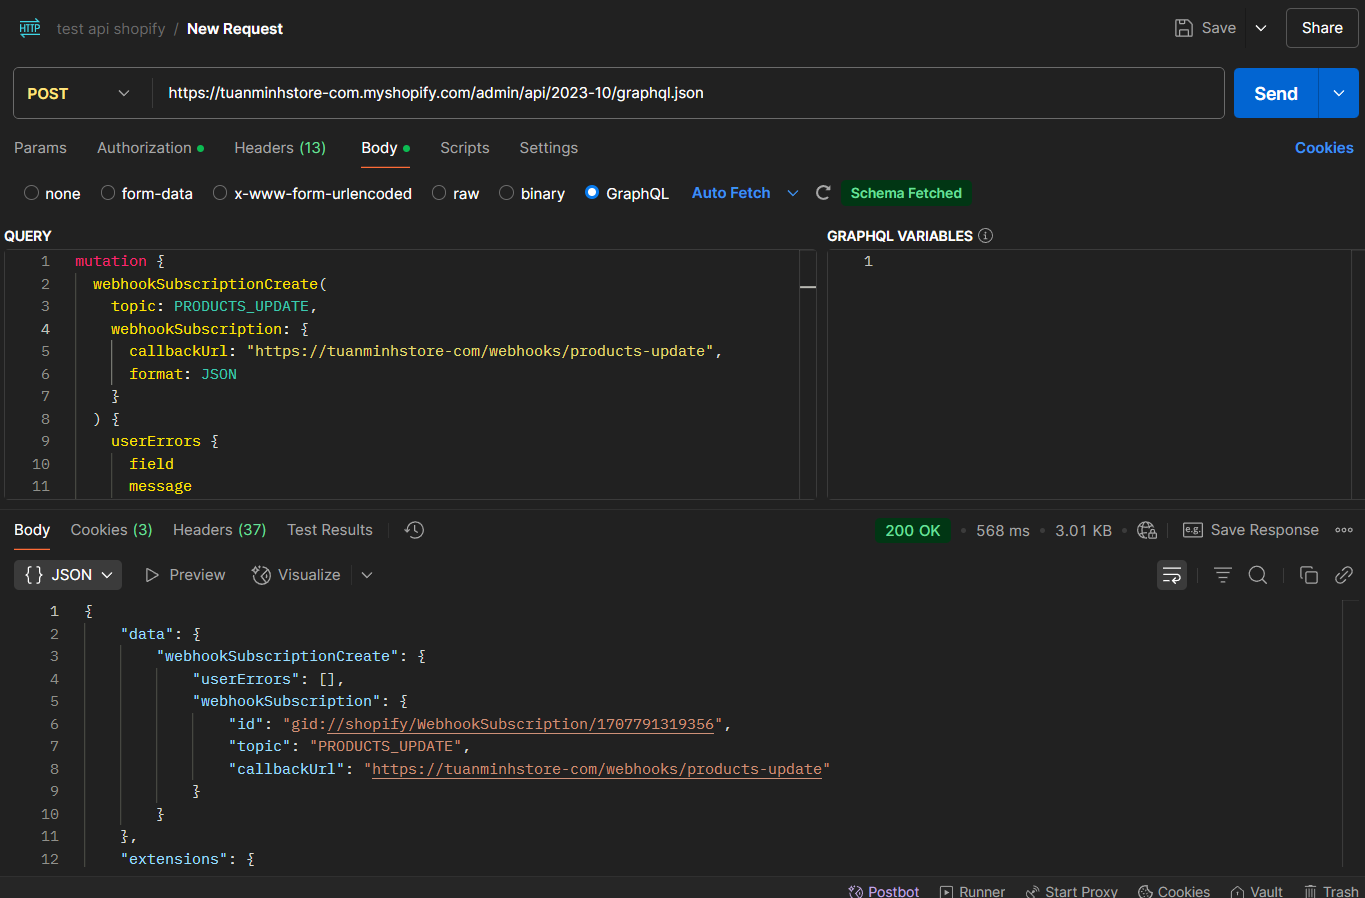 HTTP test api shopify / New Request Save Share
POST https://tuanminhstore-com.myshopify.com/admin/api/2023-10/graphql.json Send
Params Authorization Headers (13) Body Scripts Settings Cookies
none form-data x-www-form-urlencoded raw binary GraphQL Auto Fetch Schema Fetched
QUERY GRAPHQL VARIABLES
1 mutation {
2 webhookSubscriptionCreate(
3 topic: PRODUCTS_UPDATE,
4 webhookSubscription: {
5 callbackUrl: "https://tuanminhstore-com/webhooks/products-update",
6 format: JSON
7 }
8 ) {
9 userErrors {
10 field
11 message
1
Body Cookies (3) Headers (37) Test Results 200 OK 568 ms 3.01 KB e.g. Save Response
{} JSON Preview Visualize
1 {
2 "data": {
3 "webhookSubscriptionCreate": {
4 "userErrors": [],
5 "webhookSubscription": {
6 "id": "gid://shopify/WebhookSubscription/1707791319356",
7 "topic": "PRODUCTS_UPDATE",
8 "callbackUrl": "https://tuanminhstore-com/webhooks/products-update"
9 }
10 }
11 },
12 "extensions": {
Postbot Runner Start Proxy Cookies Vault Trash